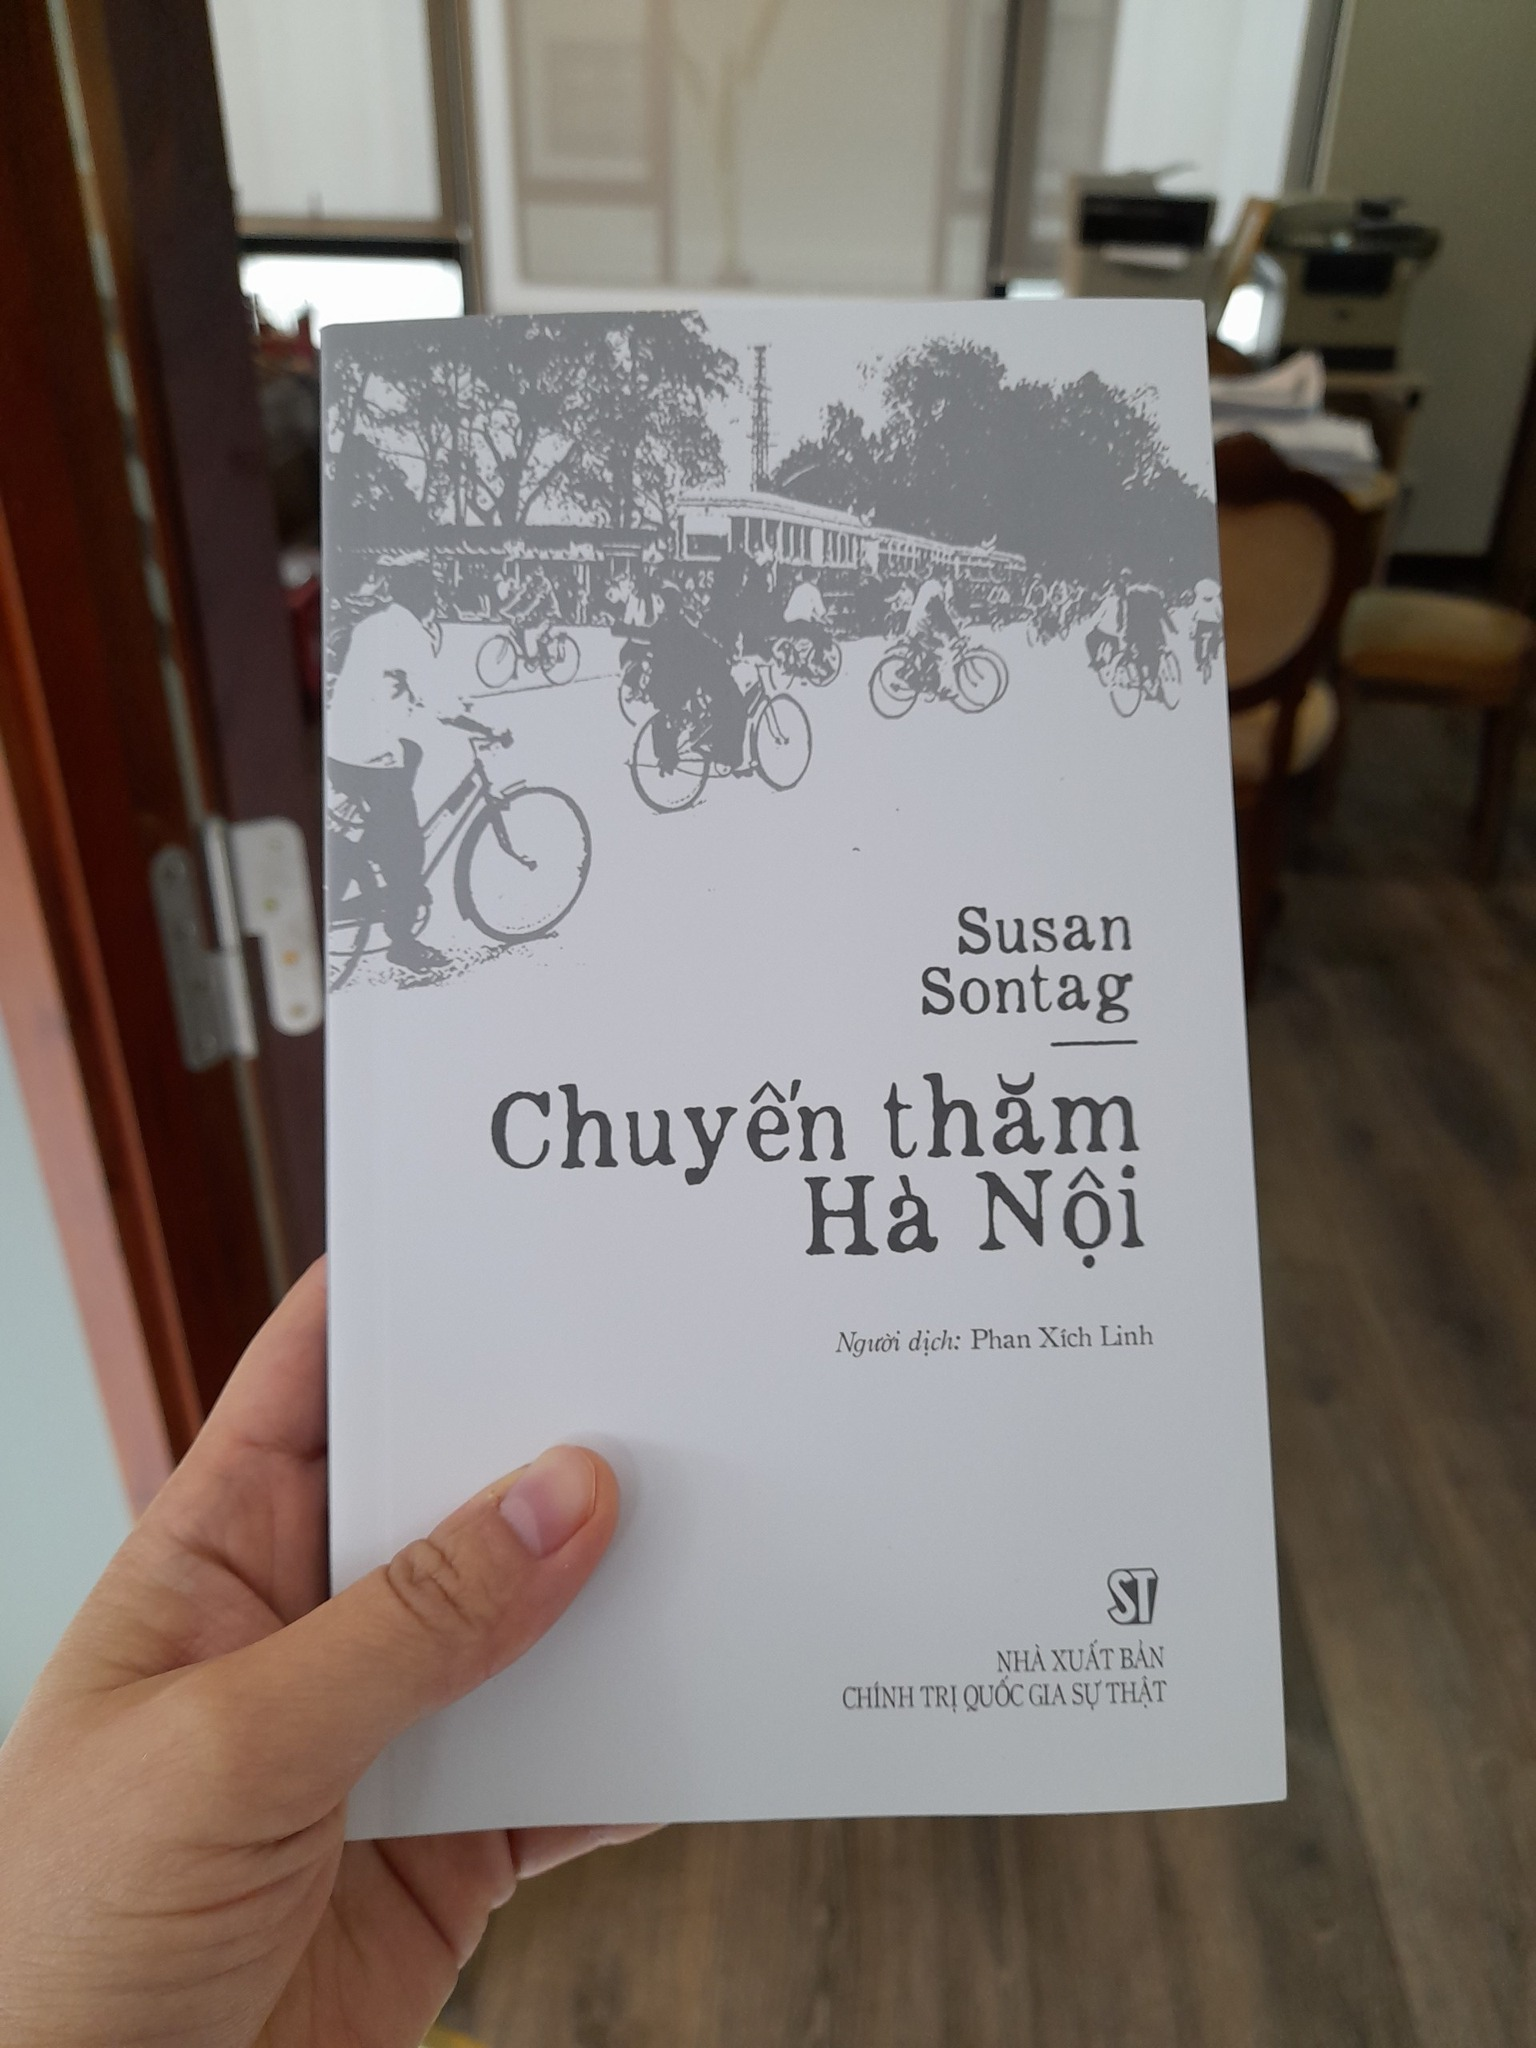 25
Susan
Sontag
Chuyến thăm
Hà Nội
Người dịch: Phan Xích Linh
ST
NHÀ XUẤT BẢN
CHÍNH TRỊ QUỐC GIA SỰ THẬT